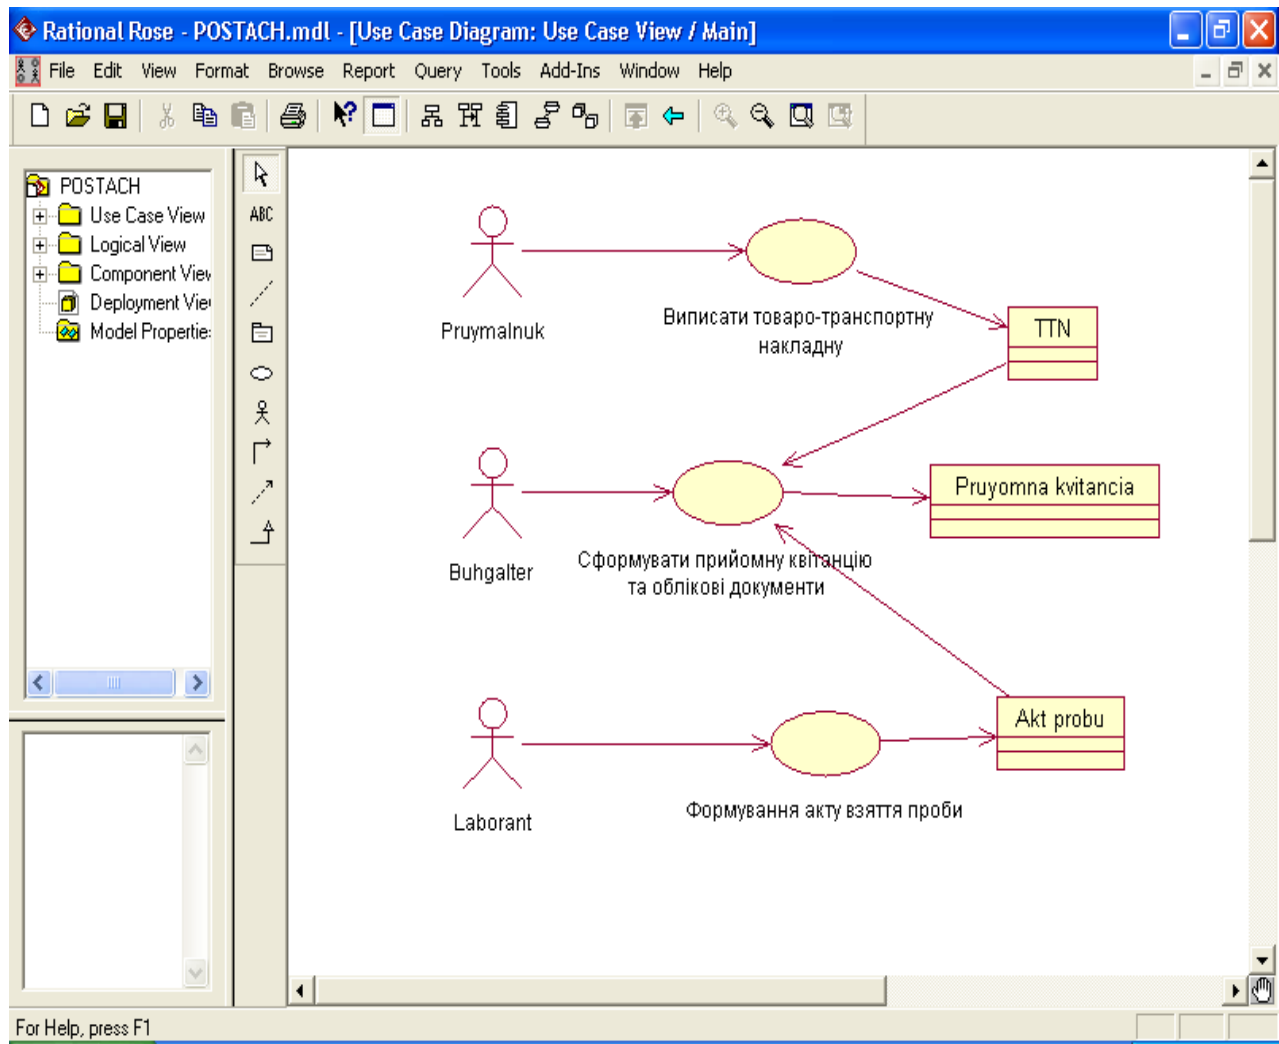 Rational Rose - POSTACH.mdl - [Use Case Diagram: Use Case View / Main]
File Edit View Format Browse Report Query Tools Add-Ins Window Help
POSTACH
Use Case View
Logical View
Component View
Deployment Vie
Model Propertie
ABC
Pruymalnuk
Виписати товаро-транспортну
накладну
TTN
Buhgalter
Сформувати прийомну квітанцію
та облікові документи
Pruyomna kvitancia
Laborant
Формування акту взяття проби
Akt probu
For Help, press F1